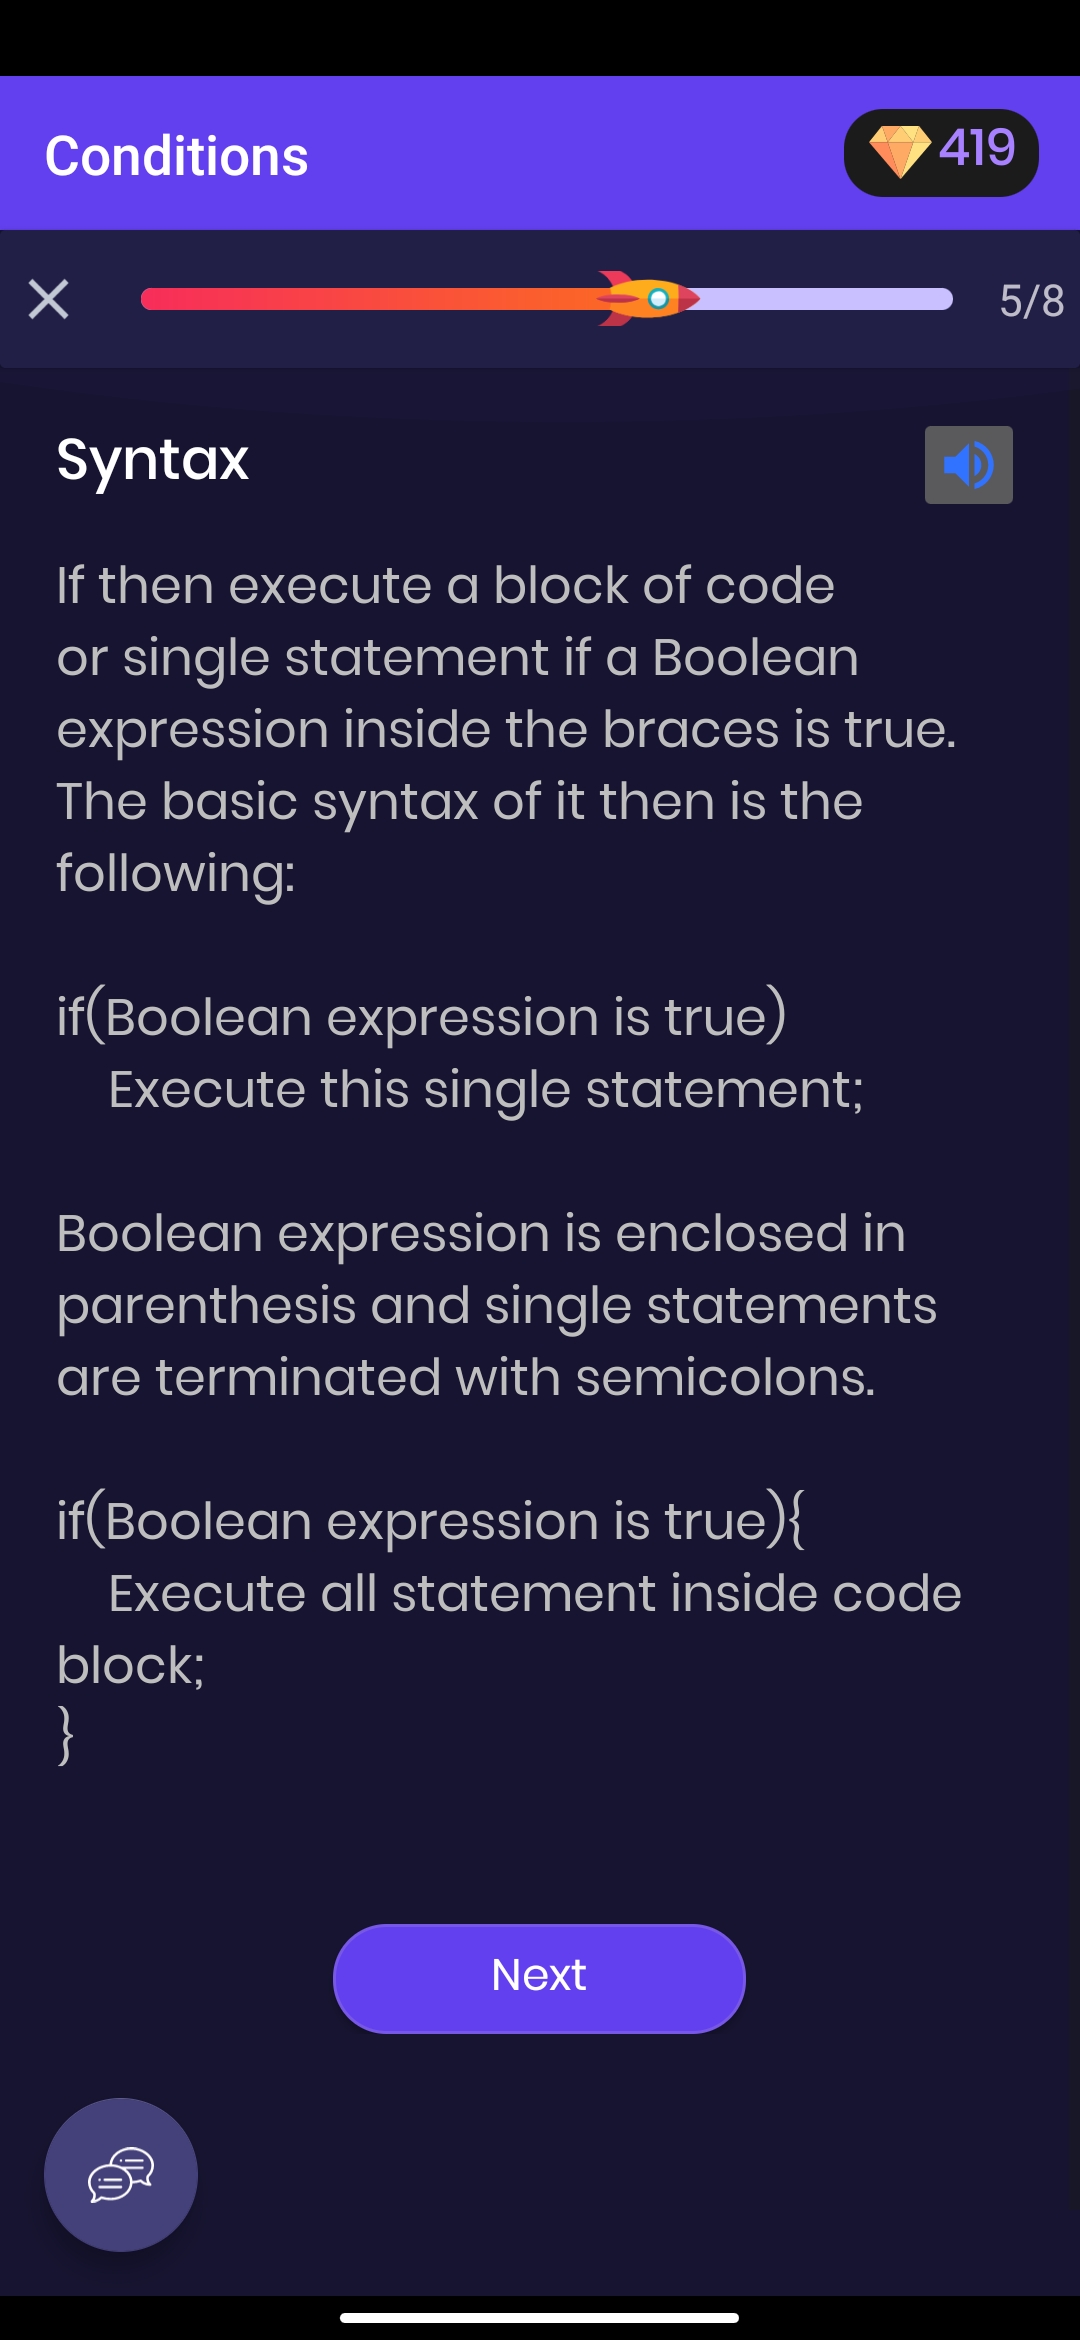 Conditions
419
5/8
Syntax
If then execute a block of code
or single statement if a Boolean
expression inside the braces is true.
The basic syntax of it then is the
following:
if(Boolean expression is true)
Execute this single statement;
Boolean expression is enclosed in
parenthesis and single statements
are terminated with semicolons.
if(Boolean expression is true){
Execute all statement inside code
block;
}
Next